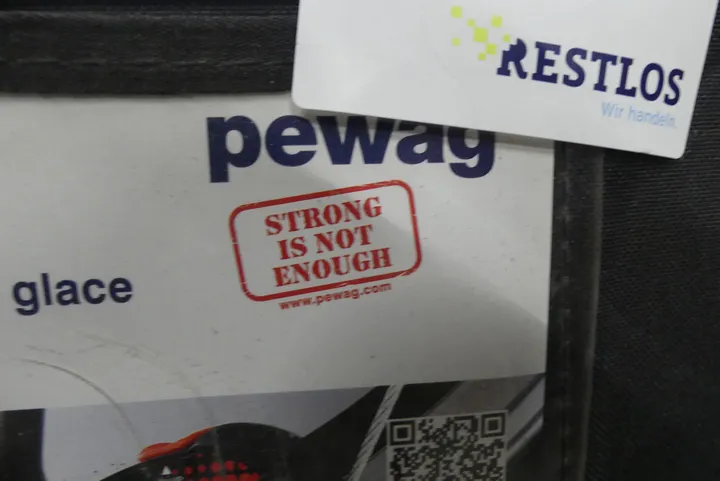 RESTLOS
Wir handeln.
pewag
STRONG
IS NOT
ENOUGH
www.pewag.com
glace